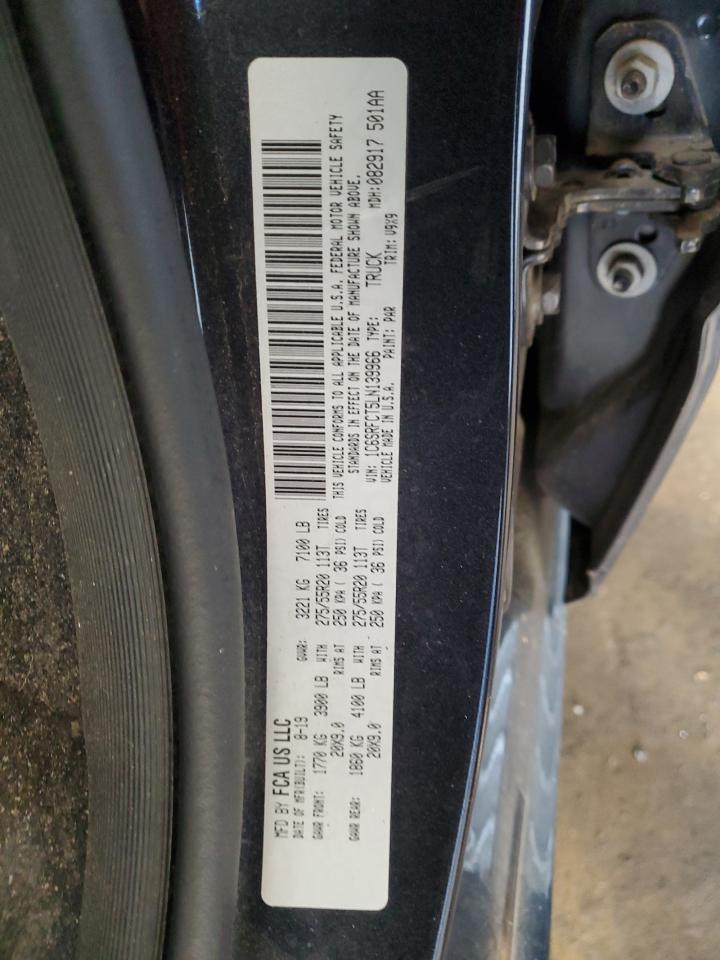 MFD BY FCA US LLC
DATE OF MFR(BUILT): 8-19 GVWR: 3221 KG 7100 LB
GAWR FRONT: 1770 KG 3900 LB WITH 275/55R20 113T TIRES
20X9.0 RIMS AT 250 KPA ( 36 PSI) COLD
GAWR REAR: 1860 KG 4100 LB WITH 275/55R20 113T TIRES
20X9.0 RIMS AT 250 KPA ( 36 PSI) COLD
THIS VEHICLE CONFORMS TO ALL APPLICABLE U.S.A. FEDERAL MOTOR VEHICLE SAFETY
STANDARDS IN EFFECT ON THE DATE OF MANUFACTURE SHOWN ABOVE.
VIN: 1C6SRFCT5LN139966 TYPE: TRUCK MDH:082917 501AA
VEHICLE MADE IN U.S.A. PAINT: PAR TRIM: V9X9